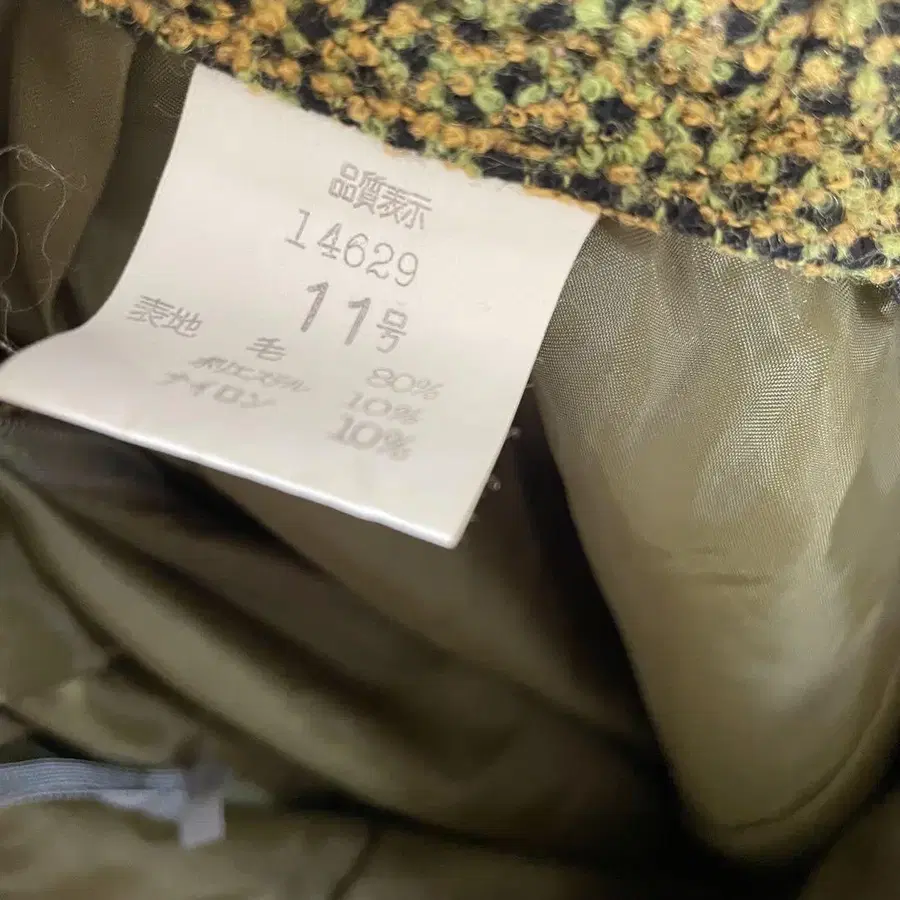 品質表示
14629
11号
表地 毛 80%
ポリエステル 10%
ナイロン 10%